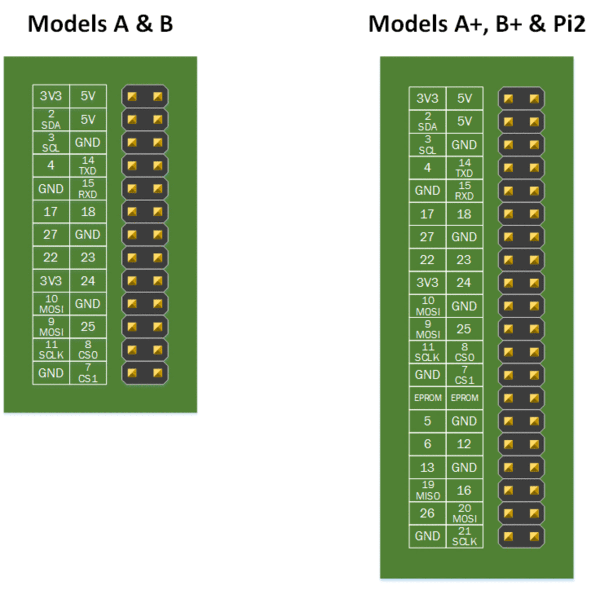 Models A & B
Models A+, B+ & Pi2
3V3 5V
2 SDA 5V
3 SCL GND
4 14 TXD
GND 15 RXD
17 18
27 GND
22 23
3V3 24
10 MOSI GND
9 MOSI 25
11 SCLK 8 CS0
GND 7 CS1
3V3 5V
2 SDA 5V
3 SCL GND
4 14 TXD
GND 15 RXD
17 18
27 GND
22 23
3V3 24
10 MOSI GND
9 MOSI 25
11 SCLK 8 CS0
GND 7 CS1
EPROM EPROM
5 GND
6 12
13 GND
19 MISO 16
26 20 MOSI
GND 21 SCLK